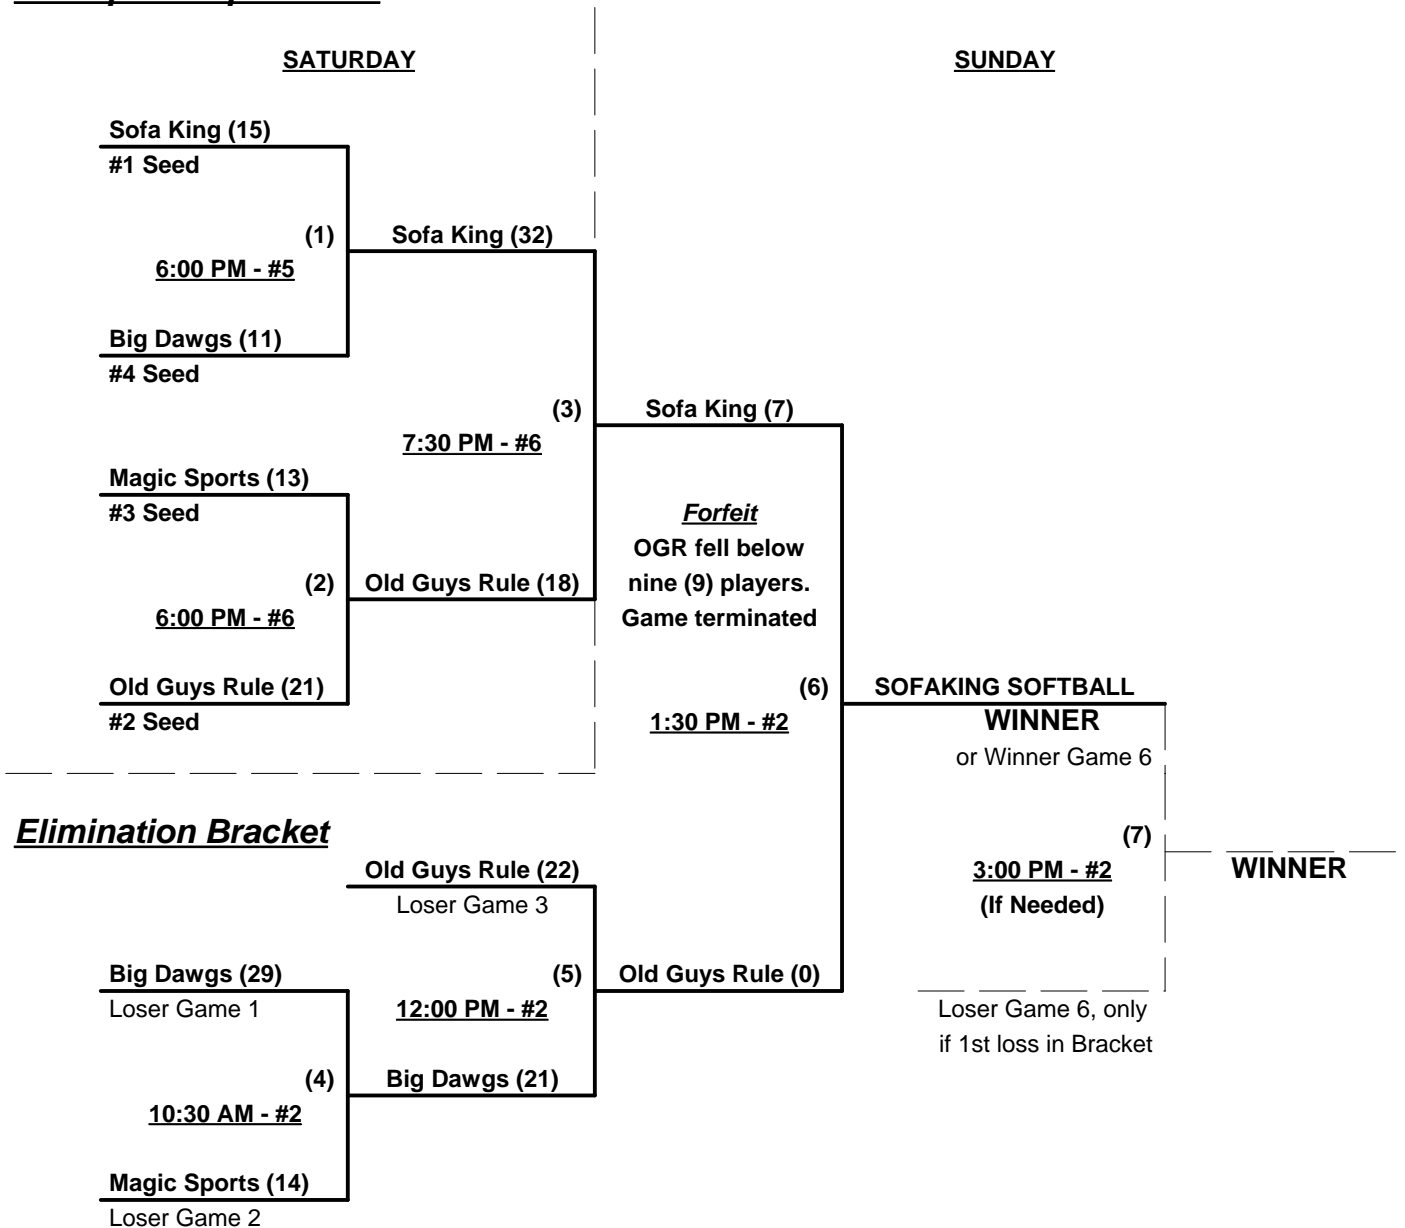 SATURDAY
SUNDAY
Sofa King (15)
#1 Seed
(1)
6:00 PM - #5
Sofa King (32)
Big Dawgs (11)
#4 Seed
(3)
7:30 PM - #6
Sofa King (7)
Magic Sports (13)
#3 Seed
Forfeit
OGR fell below
nine (9) players.
Game terminated
(2)
6:00 PM - #6
Old Guys Rule (18)
Old Guys Rule (21)
#2 Seed
(6)
1:30 PM - #2
SOFAKING SOFTBALL
WINNER
or Winner Game 6
Elimination Bracket
(7)
3:00 PM - #2
(If Needed)
WINNER
Old Guys Rule (22)
Loser Game 3
Big Dawgs (29)
Loser Game 1
(5)
12:00 PM - #2
Old Guys Rule (0)
Loser Game 6, only
if 1st loss in Bracket
(4)
10:30 AM - #2
Big Dawgs (21)
Magic Sports (14)
Loser Game 2